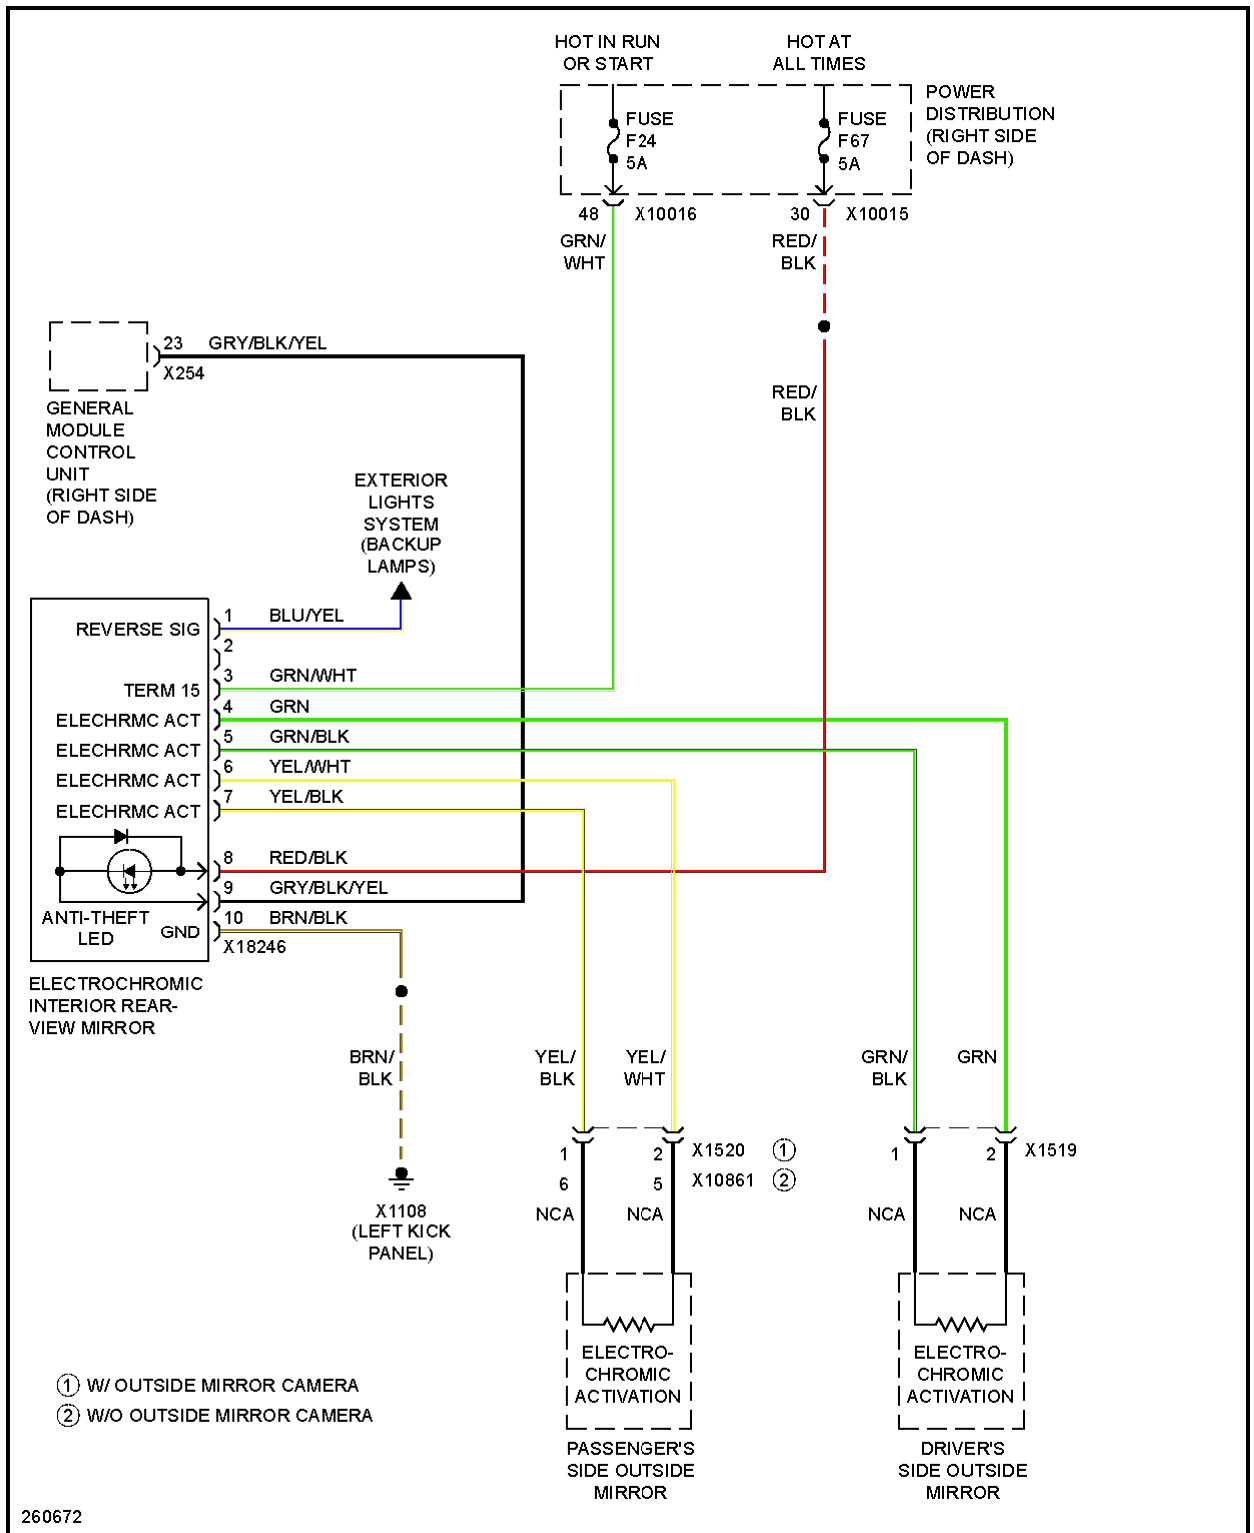 HOT IN RUN
OR START
HOT AT
ALL TIMES
FUSE
F24
5A
FUSE
F67
5A
POWER
DISTRIBUTION
(RIGHT SIDE
OF DASH)
48 X10016
30 X10015
GRN/
WHT
RED/
BLK
RED/
BLK
23 GRY/BLK/YEL
X254
GENERAL
MODULE
CONTROL
UNIT
(RIGHT SIDE
OF DASH)
EXTERIOR
LIGHTS
SYSTEM
(BACKUP
LAMPS)
REVERSE SIG 1 BLU/YEL
2
TERM 15 3 GRN/WHT
ELECHRMC ACT 4 GRN
ELECHRMC ACT 5 GRN/BLK
ELECHRMC ACT 6 YEL/WHT
ELECHRMC ACT 7 YEL/BLK
8 RED/BLK
9 GRY/BLK/YEL
ANTI-THEFT
LED
GND 10 BRN/BLK
X18246
ELECTROCHROMIC
INTERIOR REAR-
VIEW MIRROR
BRN/
BLK
YEL/
BLK
YEL/
WHT
GRN/
BLK
GRN
1 2 X1520 1
6 5 X10861 2
1 2 X1519
NCA NCA NCA NCA
X1108
(LEFT KICK
PANEL)
ELECTRO-
CHROMIC
ACTIVATION
ELECTRO-
CHROMIC
ACTIVATION
1 W/ OUTSIDE MIRROR CAMERA
2 W/O OUTSIDE MIRROR CAMERA
PASSENGER'S
SIDE OUTSIDE
MIRROR
DRIVER'S
SIDE OUTSIDE
MIRROR
260672